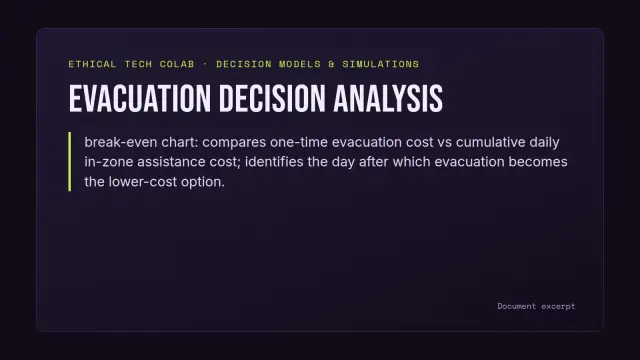 ETHICAL TECH COLAB · DECISION MODELS & SIMULATIONS
EVACUATION DECISION ANALYSIS
break-even chart: compares one-time evacuation cost vs cumulative daily
in-zone assistance cost; identifies the day after which evacuation becomes
the lower-cost option.
Document excerpt